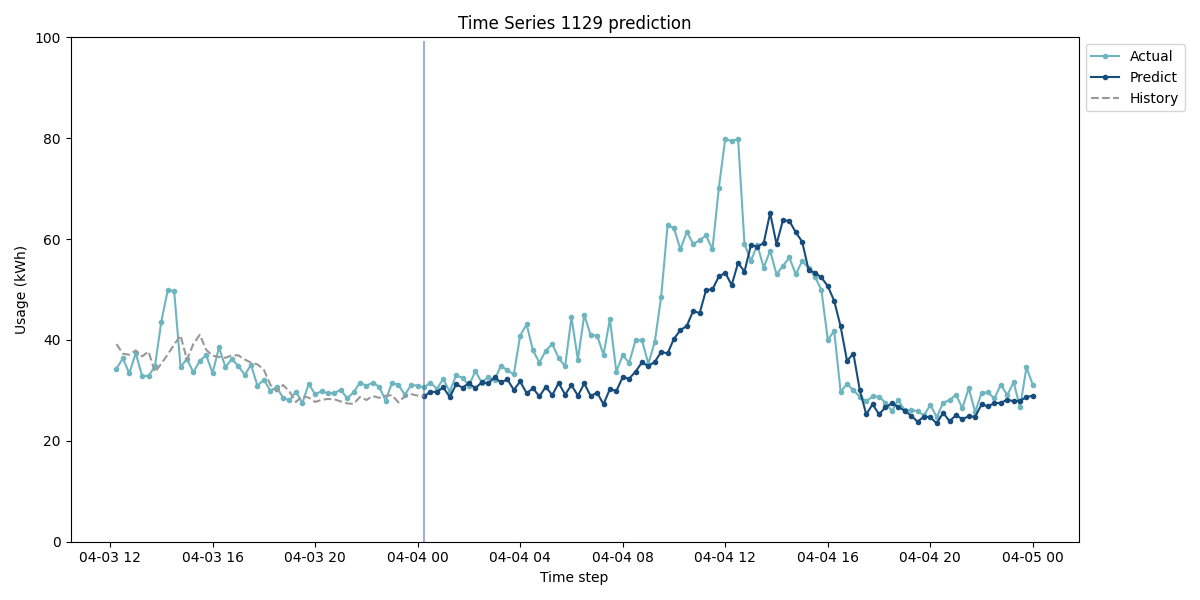 Time Series 1129 prediction
100
80
60
40
20
0
Usage (kWh)
04-03 12
04-03 16
04-03 20
04-04 00
04-04 04
04-04 08
04-04 12
04-04 16
04-04 20
04-05 00
Time step
Actual
Predict
History